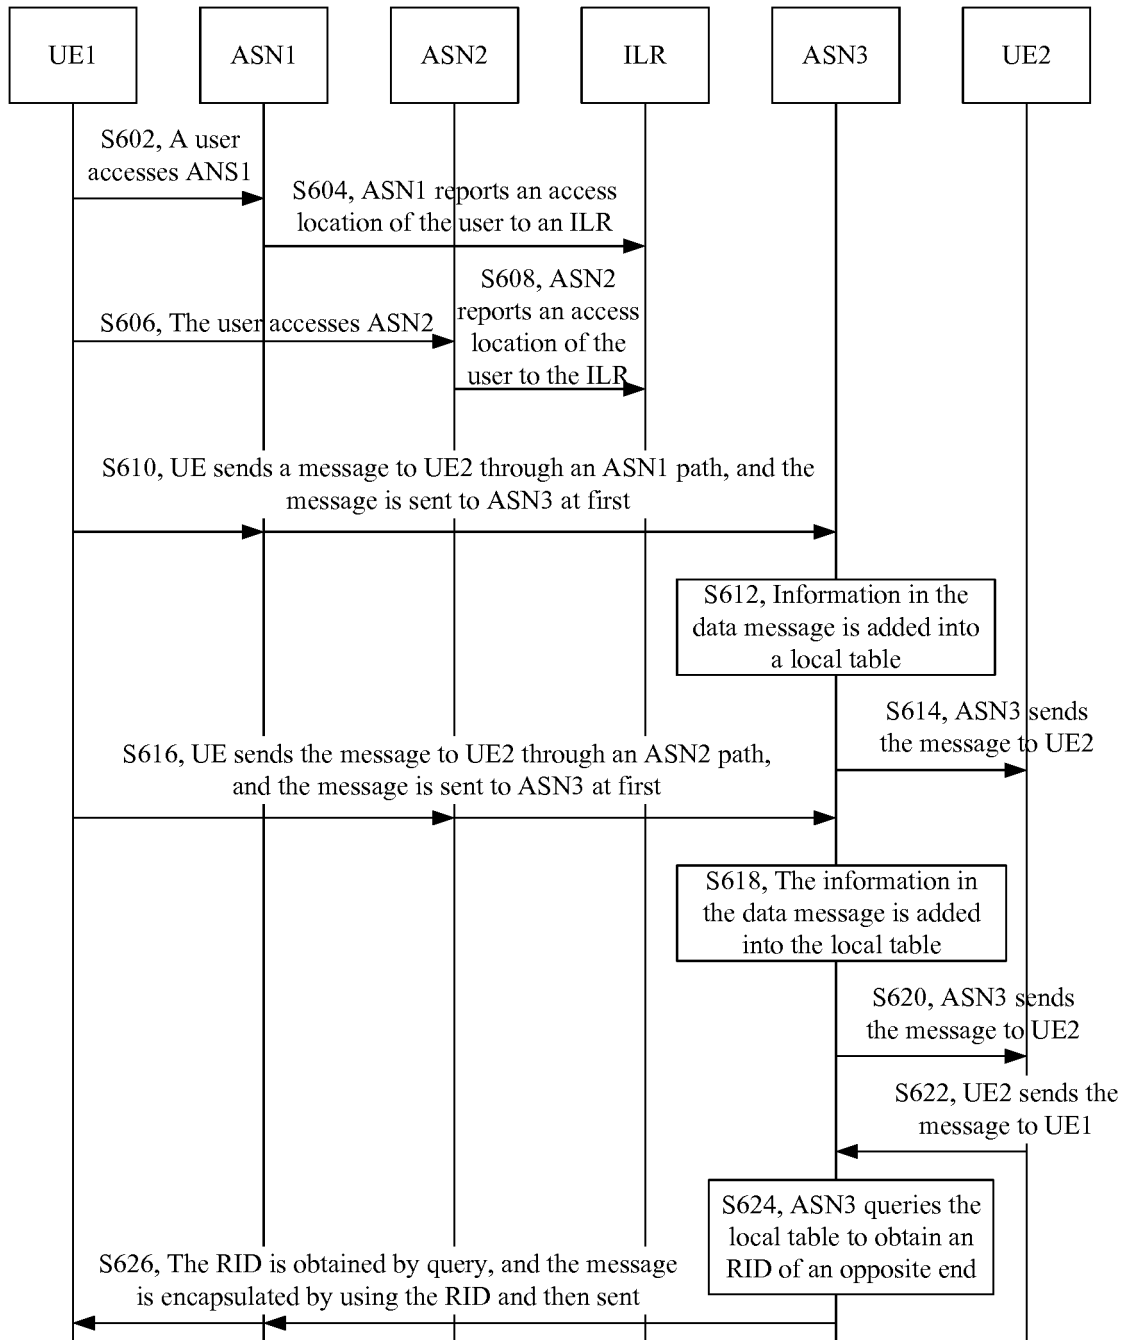 UE1
ASN1
ASN2
ILR
ASN3
UE2
S602, A user
accesses ANS1
S604, ASN1 reports an access
location of the user to an ILR
S606, The user accesses ASN2
S608, ASN2
reports an access
location of the
user to the ILR
S610, UE sends a message to UE2 through an ASN1 path, and the
message is sent to ASN3 at first
S612, Information in the
data message is added into
a local table
S614, ASN3 sends
the message to UE2
S616, UE sends the message to UE2 through an ASN2 path,
and the message is sent to ASN3 at first
S618, The information in
the data message is added
into the local table
S620, ASN3 sends
the message to UE2
S622, UE2 sends the
message to UE1
S624, ASN3 queries the
local table to obtain an
RID of an opposite end
S626, The RID is obtained by query, and the message
is encapsulated by using the RID and then sent